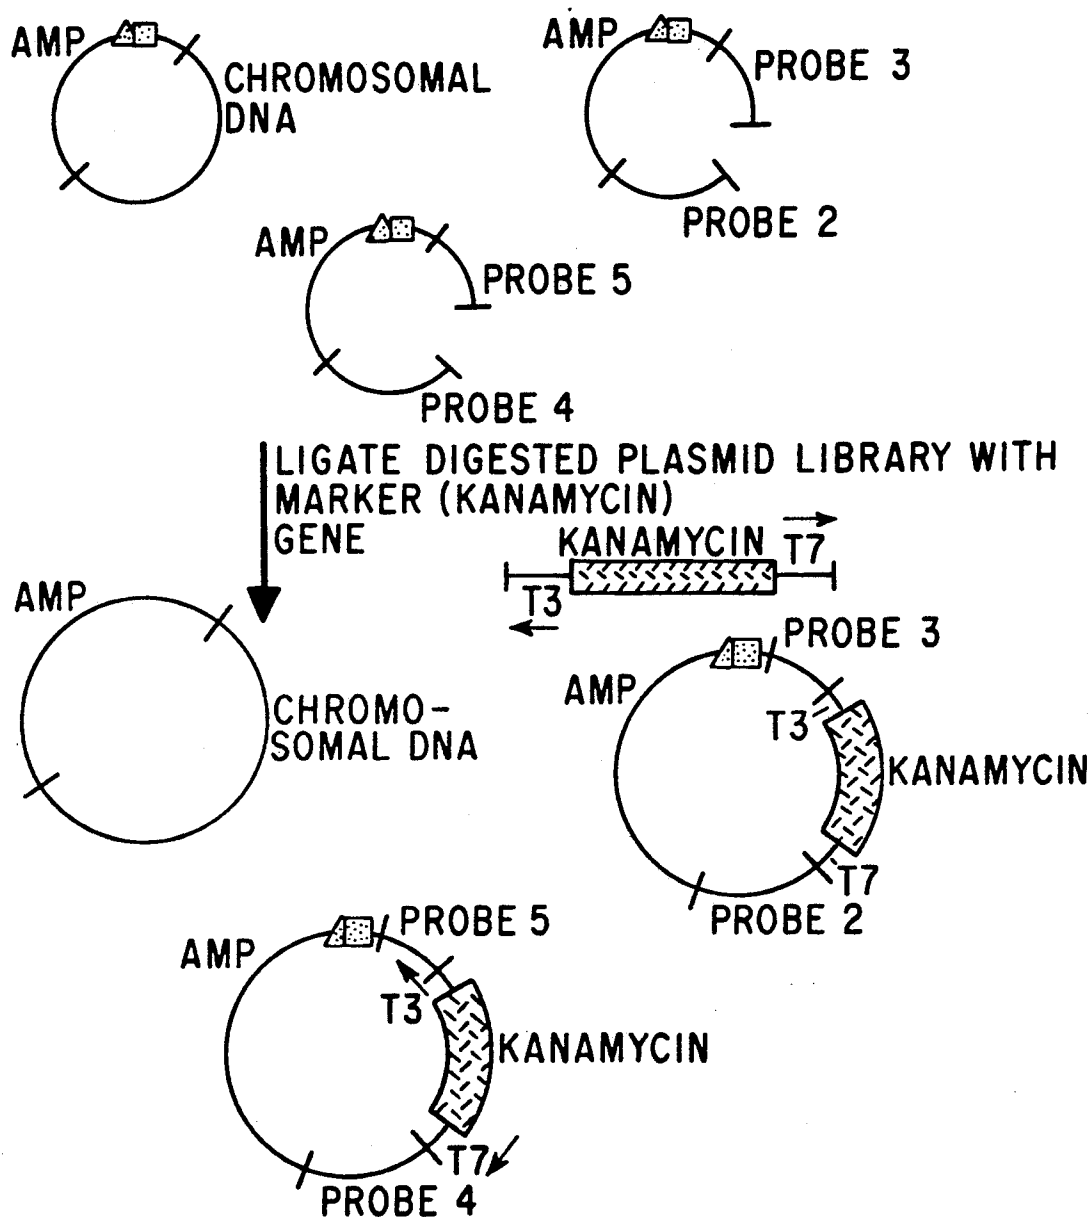 AMP
CHROMOSOMAL
DNA
AMP
PROBE 3
PROBE 2
AMP
PROBE 5
PROBE 4
LIGATE DIGESTED PLASMID LIBRARY WITH
MARKER (KANAMYCIN)
GENE
KANAMYCIN
T7
T3
AMP
CHROMO-
SOMAL DNA
PROBE 3
AMP
T3
KANAMYCIN
T7
PROBE 2
PROBE 5
AMP
T3
KANAMYCIN
T7
PROBE 4